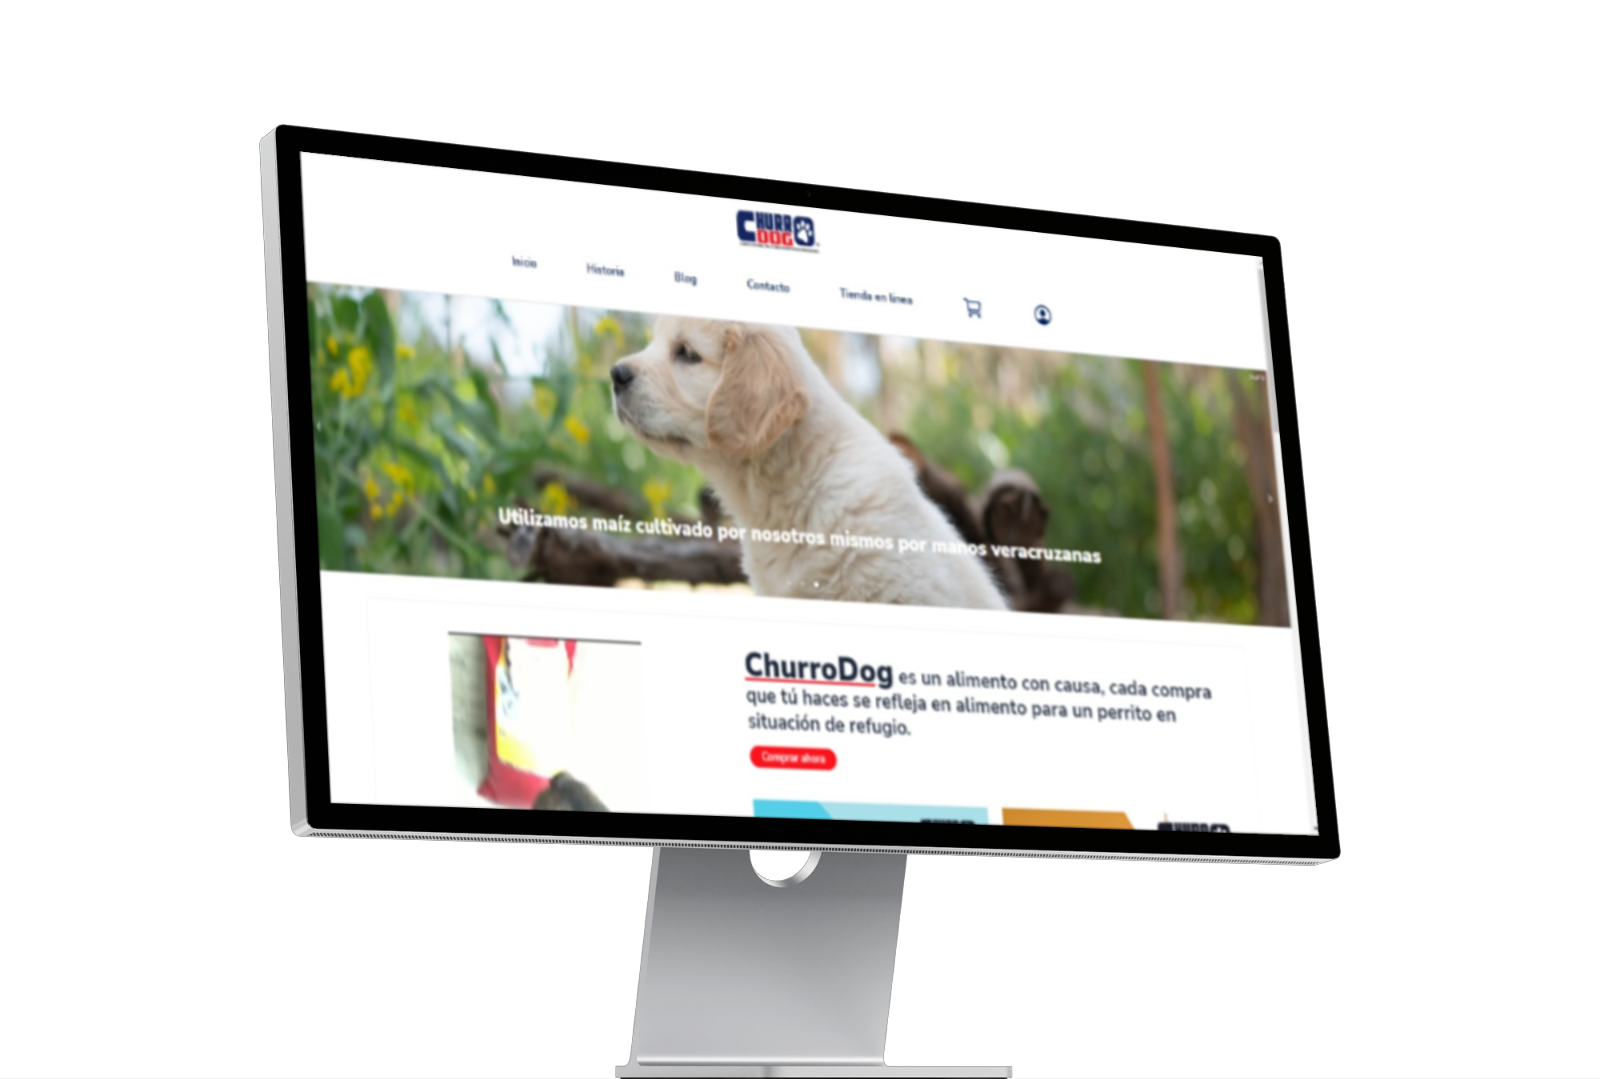 CHURRO
DOG
Inicio
Historia
Blog
Contacto
Tienda en línea
Utilizamos maíz cultivado por nosotros mismos por manos veracruzanas
ChurroDog es un alimento con causa, cada compra
que tú haces se refleja en alimento para un perrito en
situación de refugio.
Comprar ahora